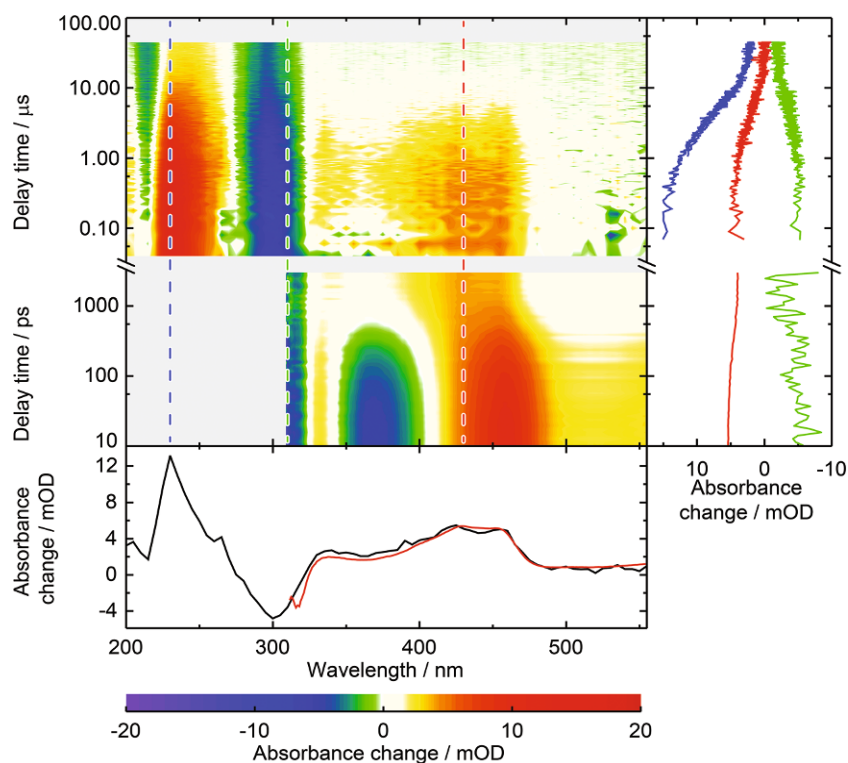 100.00
10.00
1.00
0.10
Delay time / µs
1000
100
10
Delay time / ps
10 0 -10
Absorbance
change / mOD
12
8
4
0
-4
Absorbance
change / mOD
200 300 400 500
Wavelength / nm
-20 -10 0 10 20
Absorbance change / mOD